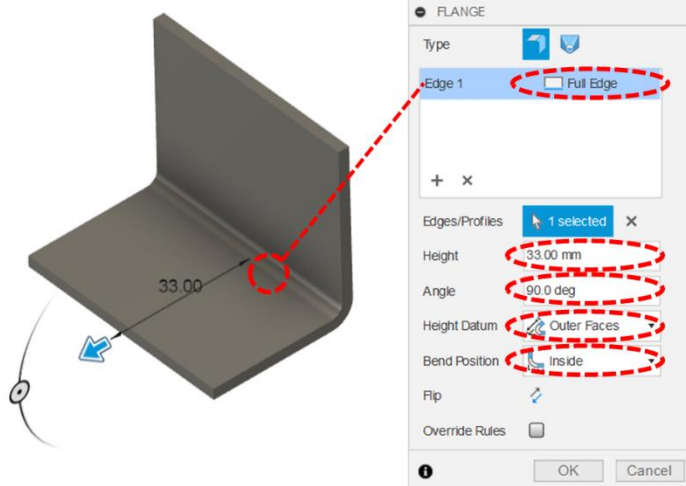 FLANGE
Type
Edge 1 Full Edge
Edges/Profiles 1 selected
Height 33.00 mm
Angle 90.0 deg
Height Datum Outer Faces
Bend Position Inside
Flip
Override Rules
OK Cancel
33.00